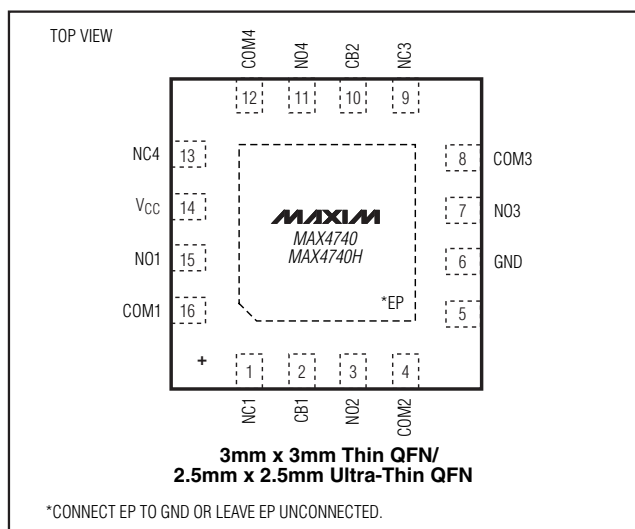 TOP VIEW
COM4 NO4 CB2 NC3
12 11 10 9
NC4 13 8 COM3
VCC 14 7 NO3
MAXIM
MAX4740
MAX4740H
NO1 15 6 GND
*EP
COM1 16 5
+ 1 2 3 4
NC1 CB1 NO2 COM2
3mm x 3mm Thin QFN/
2.5mm x 2.5mm Ultra-Thin QFN
*CONNECT EP TO GND OR LEAVE EP UNCONNECTED.